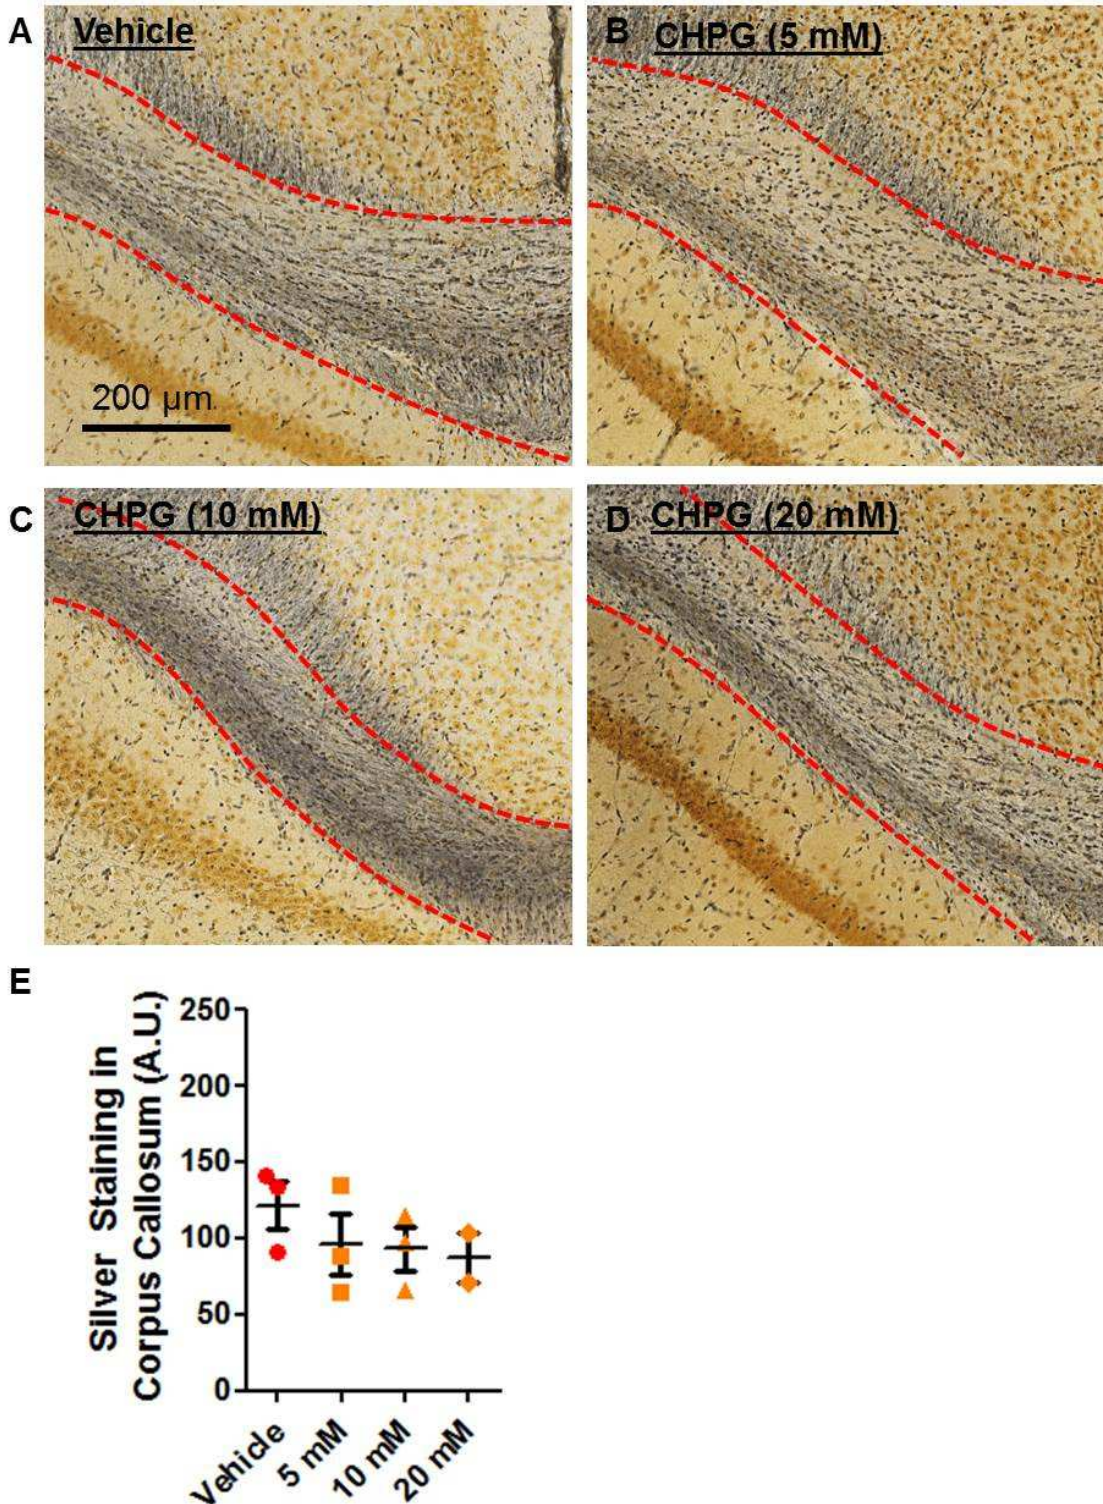 A Vehicle
B CHPG (5 mM)
200 µm
C CHPG (10 mM)
D CHPG (20 mM)
E
Silver Staining in
Corpus Callosum (A.U.)
250
200
150
100
50
0
Vehicle
5 mM
10 mM
20 mM